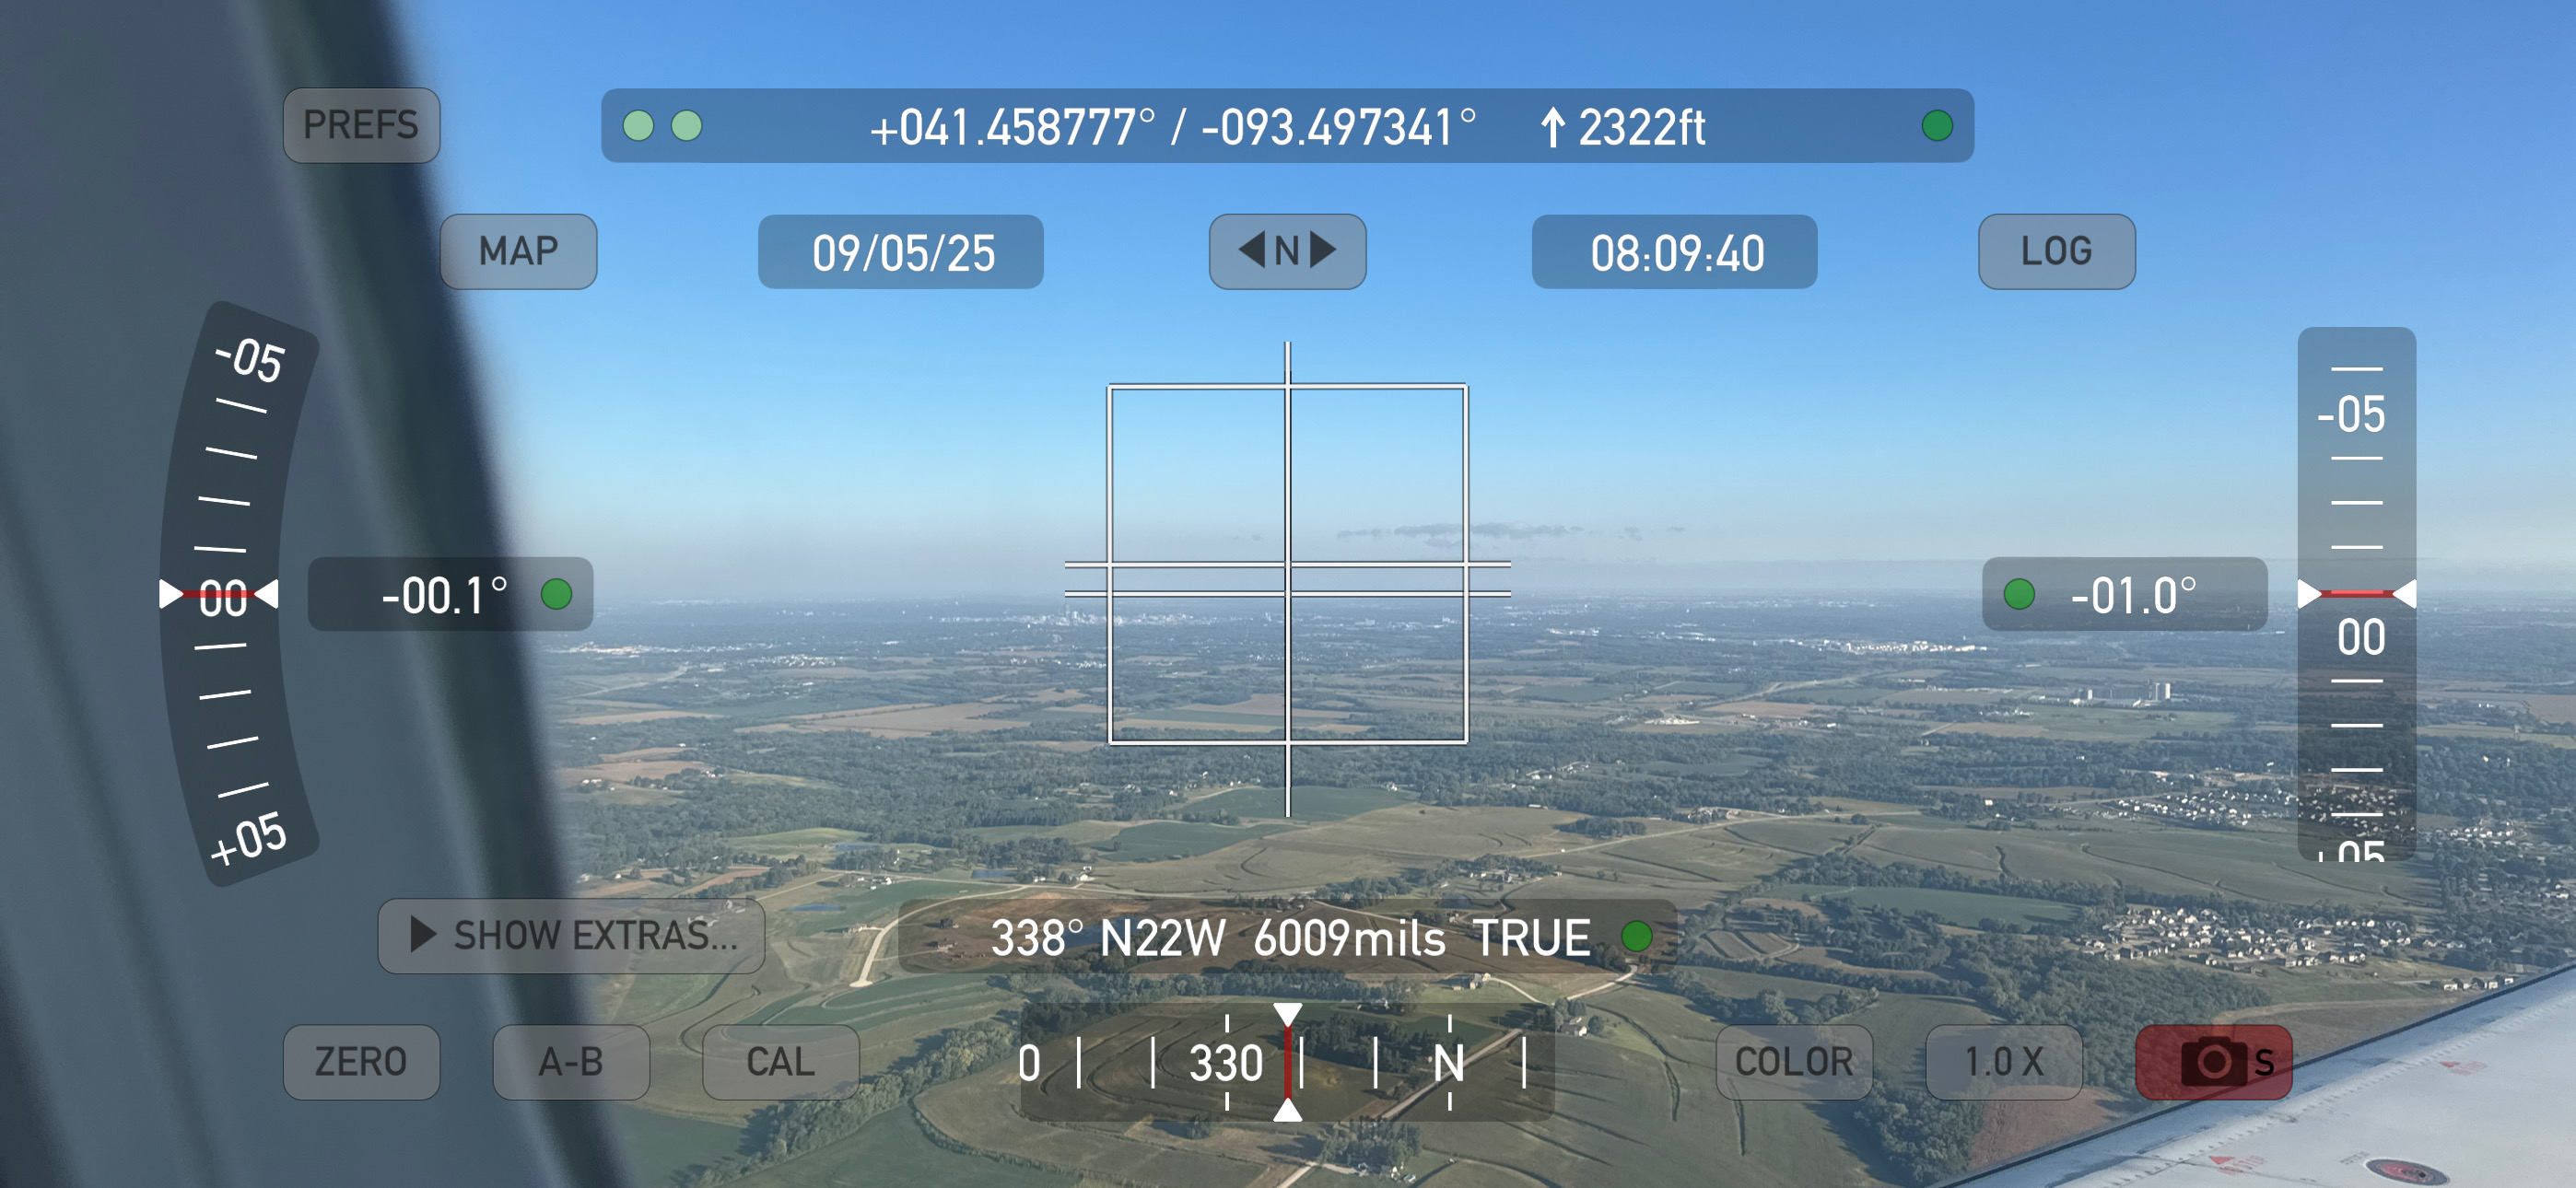 PREFS
+041.458777° / -093.497341° ↑ 2322ft
MAP
09/05/25
◀N▶
08:09:40
LOG
-05
00
+05
-00.1°
-01.0°
-05
00
+05
▶ SHOW EXTRAS...
338° N22W 6009mils TRUE
ZERO
A-B
CAL
0
330
N
COLOR
1.0 X
S